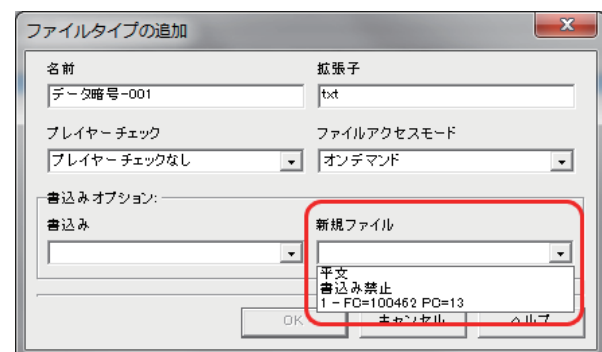 ファイルタイプの追加
名前
拡張子
データ暗号-001
txt
プレイヤーチェック
ファイルアクセスモード
プレイヤーチェックなし
オンデマンド
書込みオプション:
書込み
新規ファイル
平文
書込み禁止
1 - FC=100462 PC=13
OK
キャンセル
ヘルプ